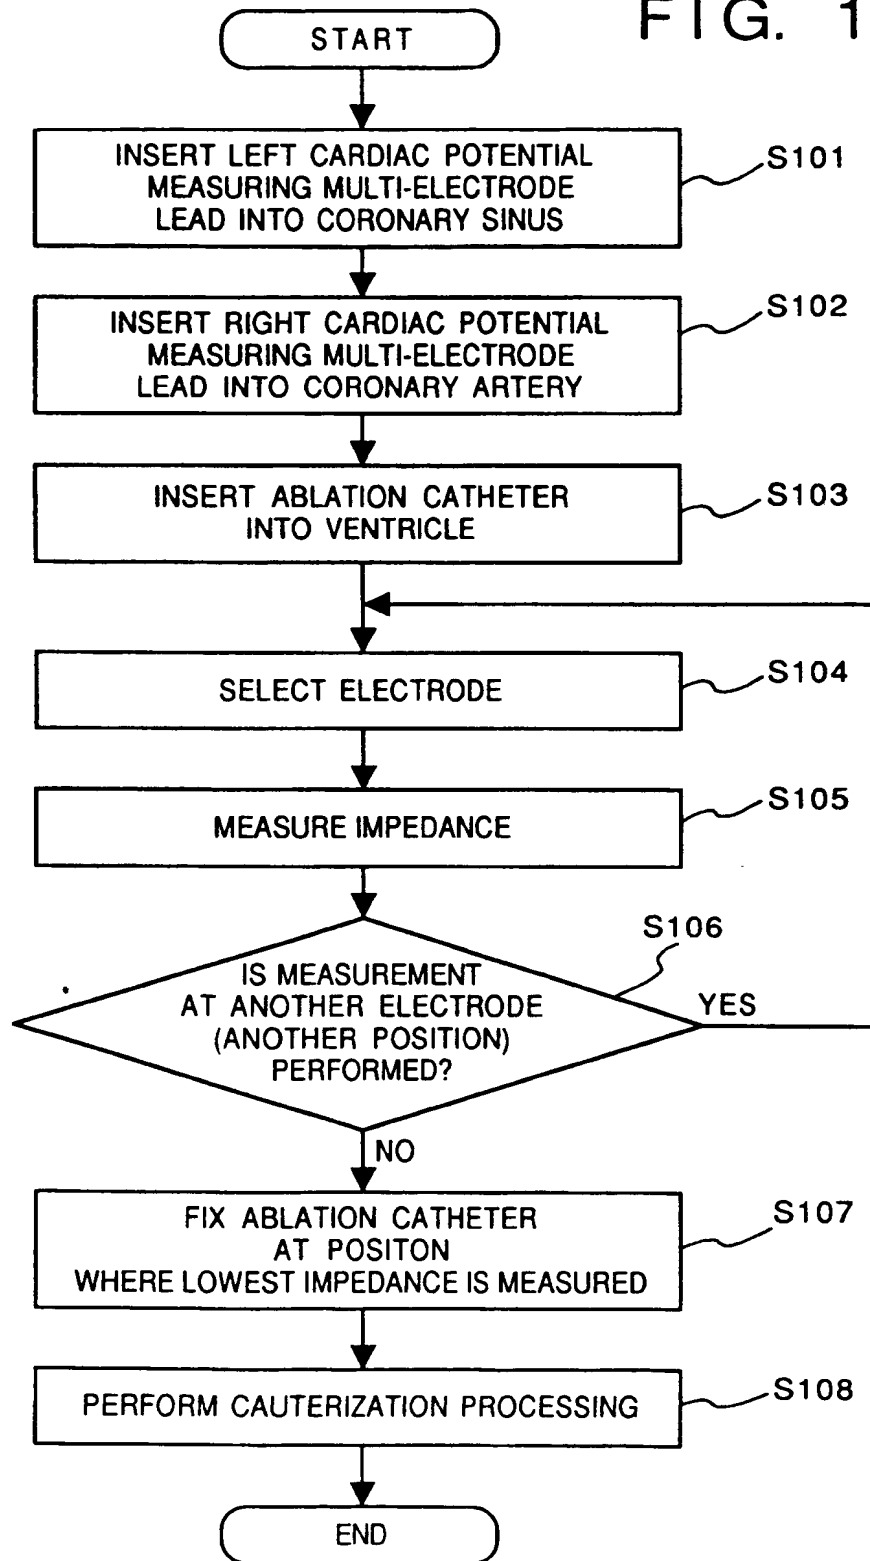 FIG. 1
START
INSERT LEFT CARDIAC POTENTIAL
MEASURING MULTI-ELECTRODE
LEAD INTO CORONARY SINUS
S101
INSERT RIGHT CARDIAC POTENTIAL
MEASURING MULTI-ELECTRODE
LEAD INTO CORONARY ARTERY
S102
INSERT ABLATION CATHETER
INTO VENTRICLE
S103
SELECT ELECTRODE
S104
MEASURE IMPEDANCE
S105
IS MEASUREMENT
AT ANOTHER ELECTRODE
(ANOTHER POSITION)
PERFORMED?
S106
YES
NO
FIX ABLATION CATHETER
AT POSITON
WHERE LOWEST IMPEDANCE IS MEASURED
S107
PERFORM CAUTERIZATION PROCESSING
S108
END